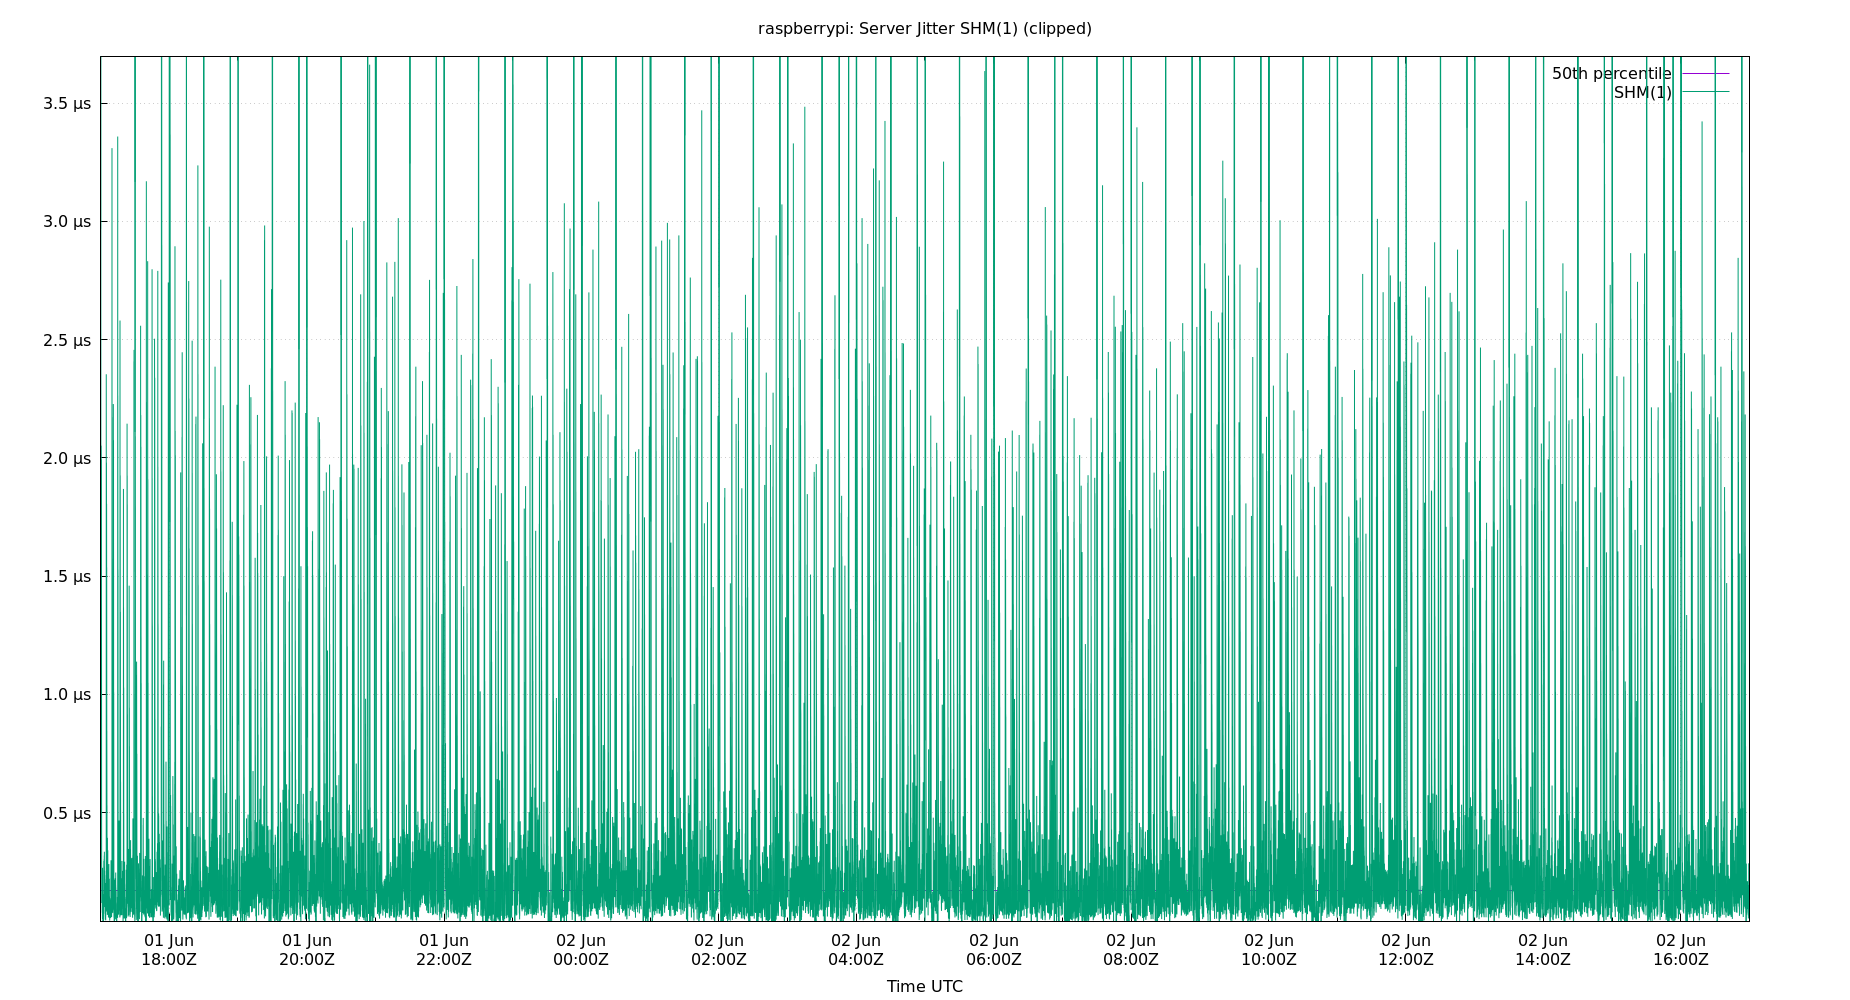 raspberrypi: Server Jitter SHM(1) (clipped)
50th percentile
SHM(1)
3.5 µs
3.0 µs
2.5 µs
2.0 µs
1.5 µs
1.0 µs
0.5 µs
01 Jun 01 Jun 01 Jun 02 Jun 02 Jun 02 Jun 02 Jun 02 Jun 02 Jun 02 Jun 02 Jun 02 Jun
18:00Z 20:00Z 22:00Z 00:00Z 02:00Z 04:00Z 06:00Z 08:00Z 10:00Z 12:00Z 14:00Z 16:00Z
Time UTC